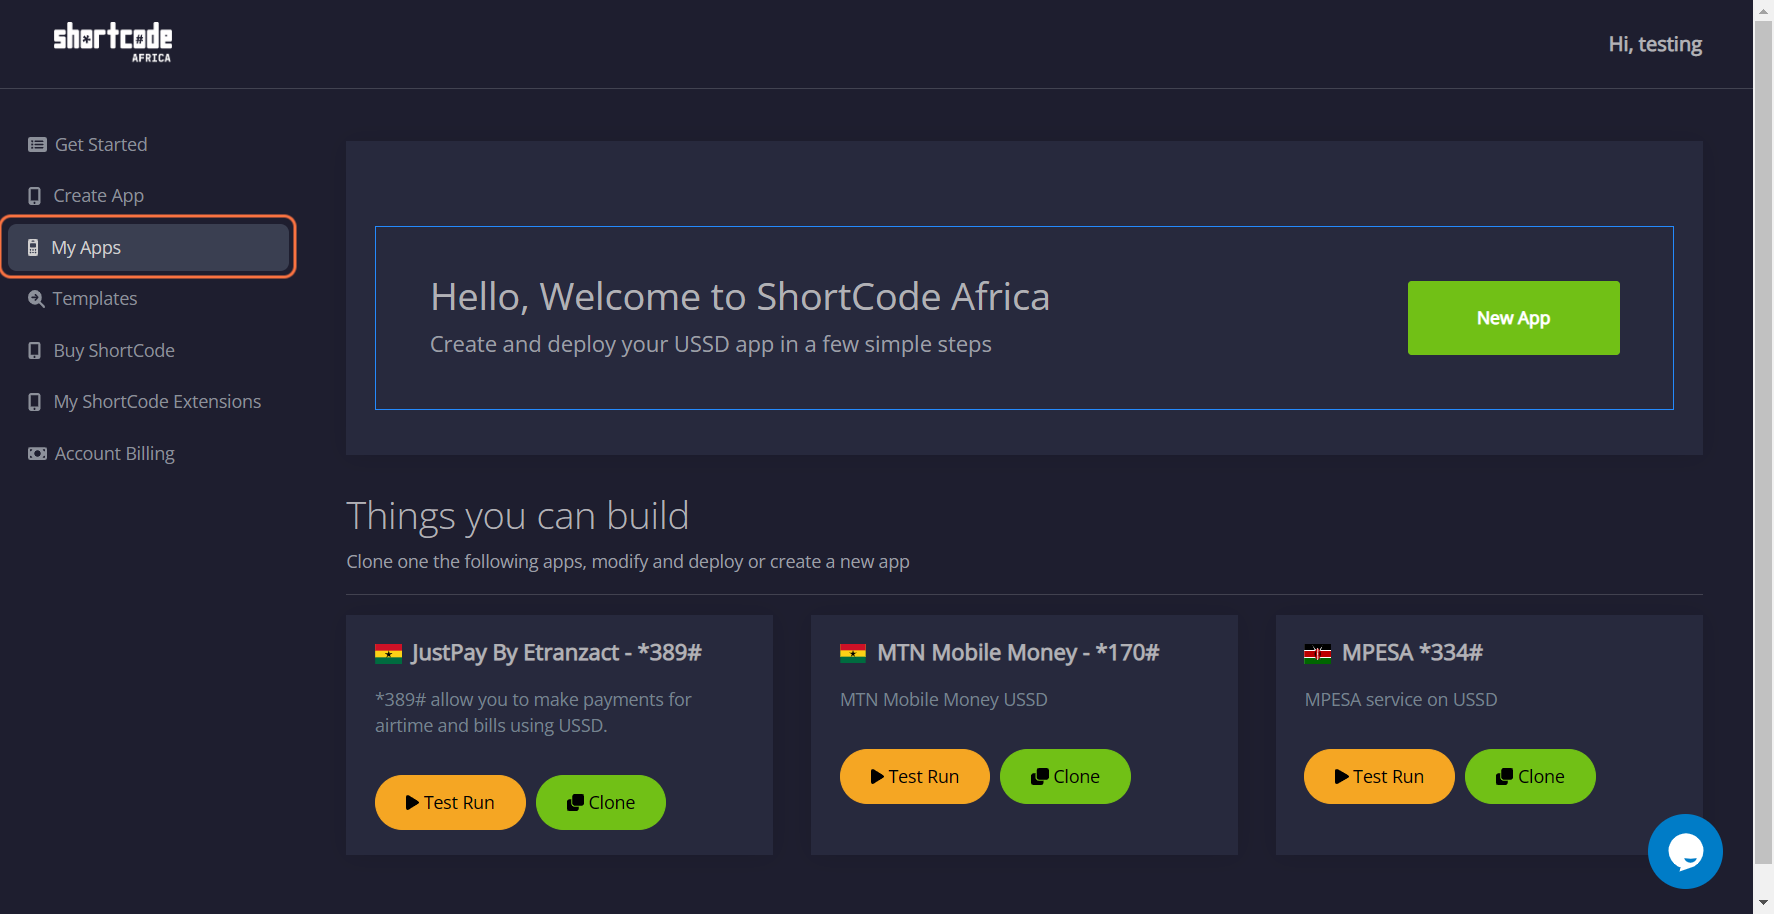 shortcode
AFRICA
Hi, testing
Get Started
Create App
My Apps
Templates
Buy ShortCode
My ShortCode Extensions
Account Billing
Hello, Welcome to ShortCode Africa
Create and deploy your USSD app in a few simple steps
New App
Things you can build
Clone one the following apps, modify and deploy or create a new app
JustPay By Etranzact - *389#
*389# allow you to make payments for
airtime and bills using USSD.
Test Run
Clone
MTN Mobile Money - *170#
MTN Mobile Money USSD
Test Run
Clone
MPESA *334#
MPESA service on USSD
Test Run
Clone